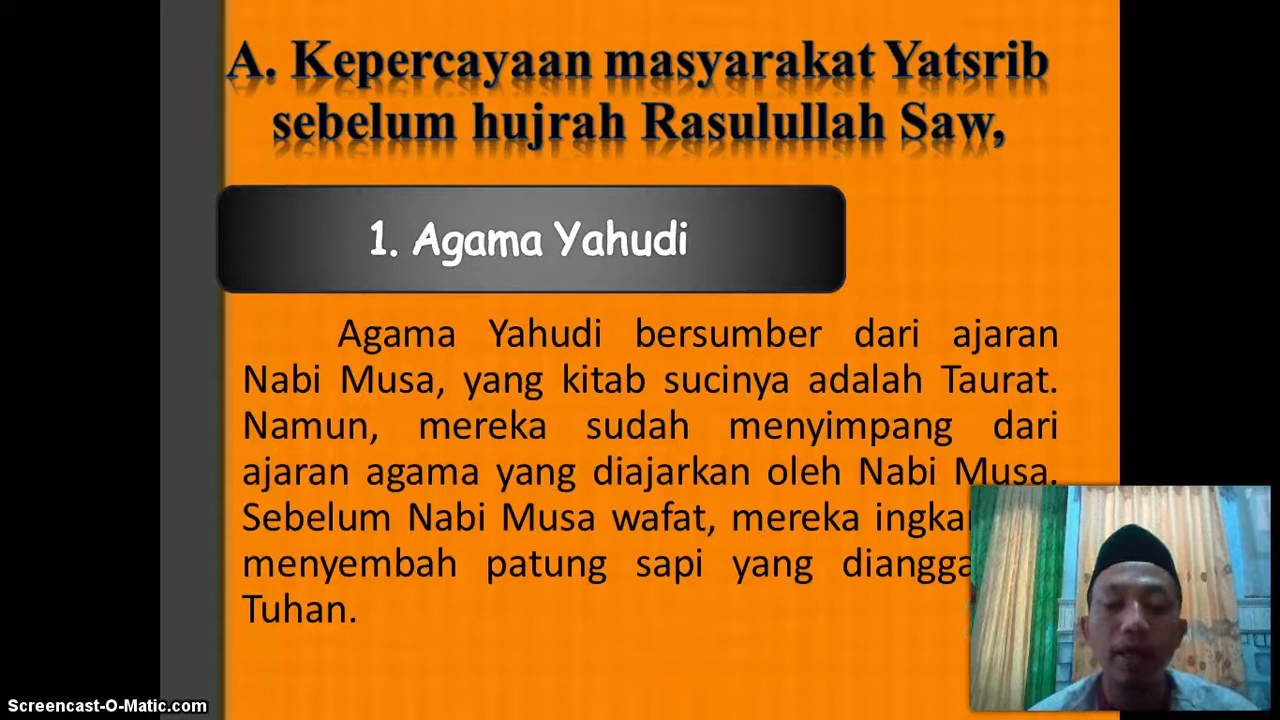 A. Kepercayaan masyarakat Yatsrib
sebelum hujrah Rasulullah Saw,
1. Agama Yahudi
Agama Yahudi bersumber dari ajaran
Nabi Musa, yang kitab sucinya adalah Taurat.
Namun, mereka sudah menyimpang dari
ajaran agama yang diajarkan oleh Nabi Musa.
Sebelum Nabi Musa wafat, mereka
menyembah patung sapi yang
Tuhan.
Screencast-O-Matic.com